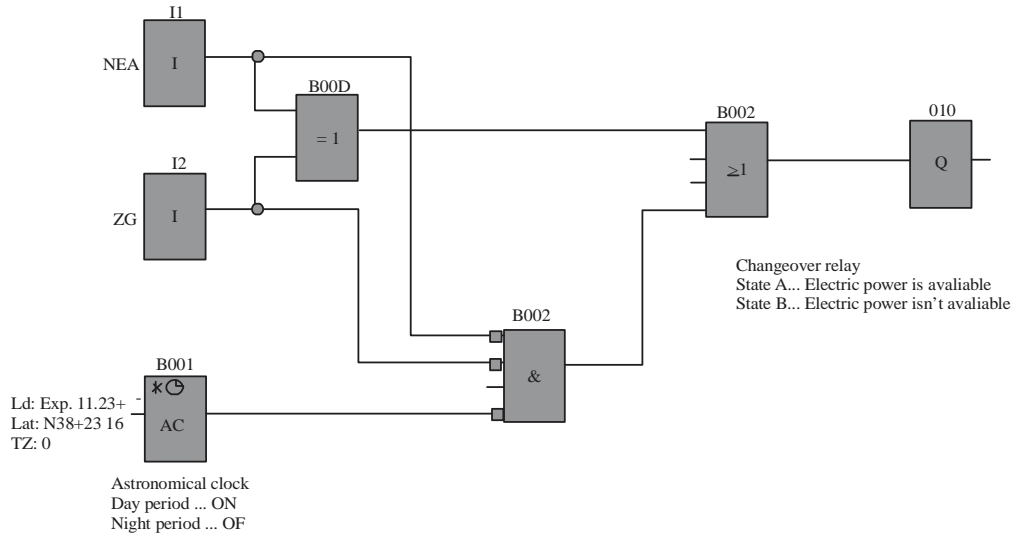 I1
NEA
I
B00D
= 1
I2
ZG
I
B002
≥1
010
Q
Changeover relay
State A... Electric power is avaliable
State B... Electric power isn't avaliable
B002
&
B001
AC
Ld: Exp. 11.23+
Lat: N38+23 16
TZ: 0
Astronomical clock
Day period ... ON
Night period ... OF